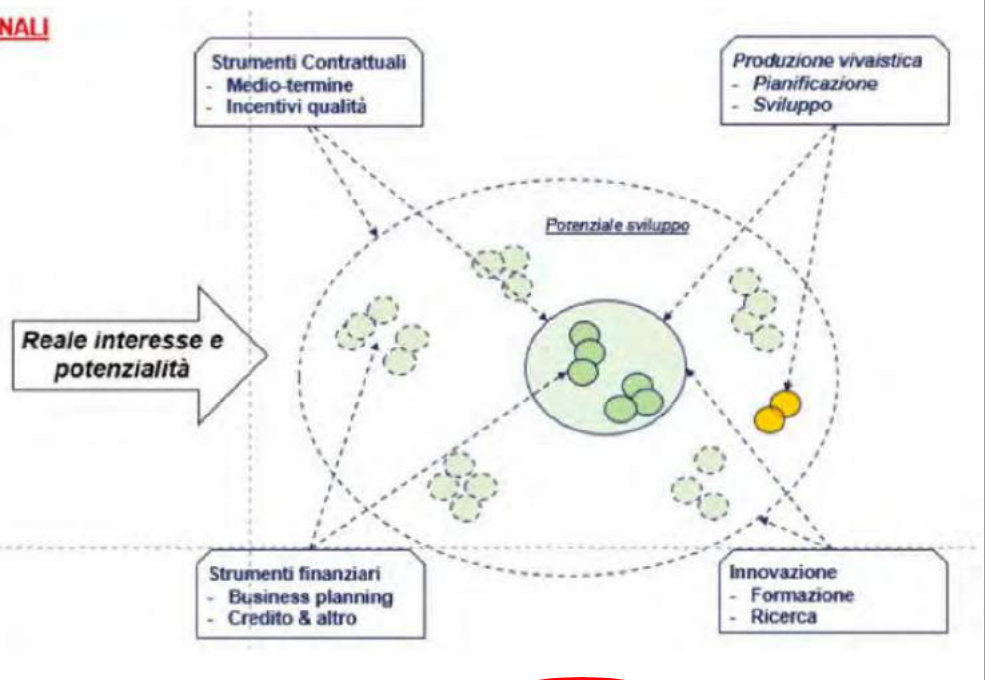 NALI
Strumenti Contrattuali
- Medio-termine
- Incentivi qualità
Produzione vivaistica
- Pianificazione
- Sviluppo
Potenziale sviluppo
Reale interesse e
potenzialità
Strumenti finanziari
- Business planning
- Credito & altro
Innovazione
- Formazione
- Ricerca